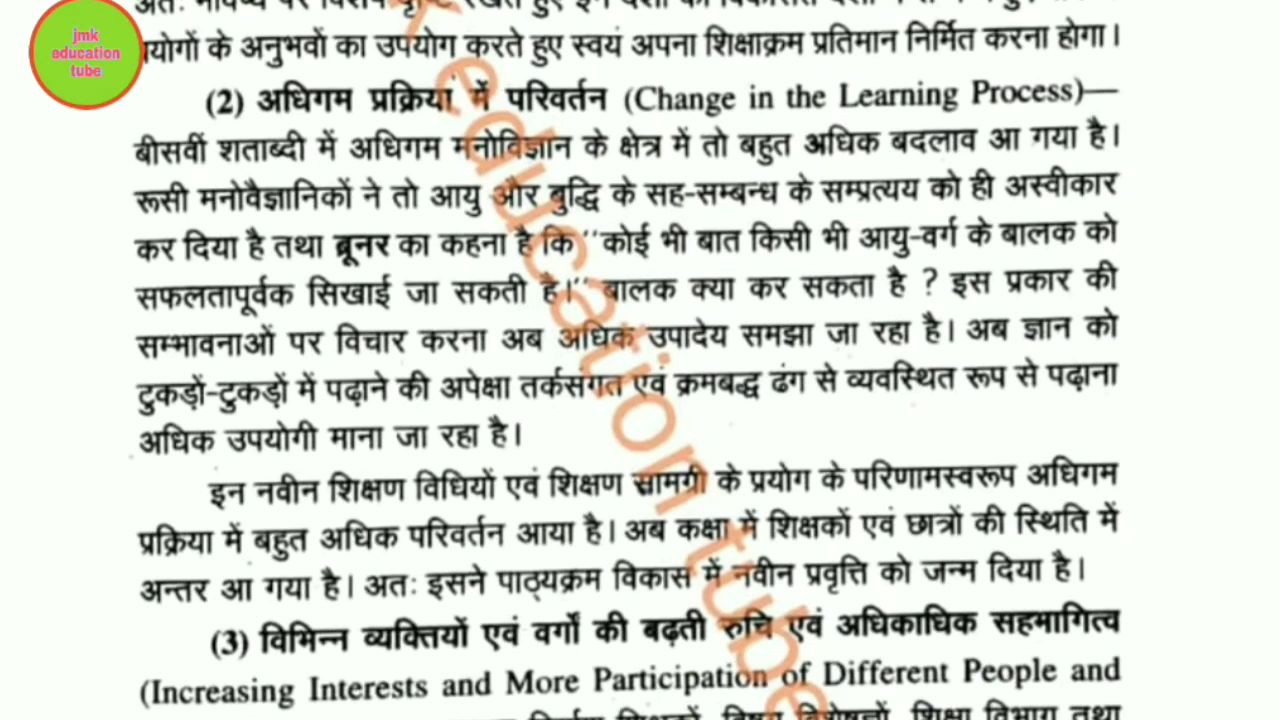 jmk
education
tube
प्रयोगों के अनुभवों का उपयोग करते हुए स्वयं अपना शिक्षाक्रम प्रतिमान निर्मित करना होगा।
(2) अधिगम प्रक्रिया में परिवर्तन (Change in the Learning Process)—
बीसवीं शताब्दी में अधिगम मनोविज्ञान के क्षेत्र में तो बहुत अधिक बदलाव आ गया है।
रूसी मनोवैज्ञानिकों ने तो आयु और बुद्धि के सह-सम्बन्ध के सम्प्रत्यय को ही अस्वीकार
कर दिया है तथा ब्रूनर का कहना है कि ''कोई भी बात किसी भी आयु-वर्ग के बालक को
सफलतापूर्वक सिखाई जा सकती है।'' बालक क्या कर सकता है ? इस प्रकार की
सम्भावनाओं पर विचार करना अब अधिक उपादेय समझा जा रहा है। अब ज्ञान को
टुकड़ों-टुकड़ों में पढ़ाने की अपेक्षा तर्कसंगत एवं क्रमबद्ध ढंग से व्यवस्थित रूप से पढ़ाना
अधिक उपयोगी माना जा रहा है।
इन नवीन शिक्षण विधियों एवं शिक्षण सामग्री के प्रयोग के परिणामस्वरूप अधिगम
प्रक्रिया में बहुत अधिक परिवर्तन आया है। अब कक्षा में शिक्षकों एवं छात्रों की स्थिति में
अन्तर आ गया है। अतः इसने पाठ्यक्रम विकास में नवीन प्रवृत्ति को जन्म दिया है।
(3) विभिन्न व्यक्तियों एवं वर्गों की बढ़ती रुचि एवं अधिकाधिक सहभागित्व
(Increasing Interests and More Participation of Different People and
education tube